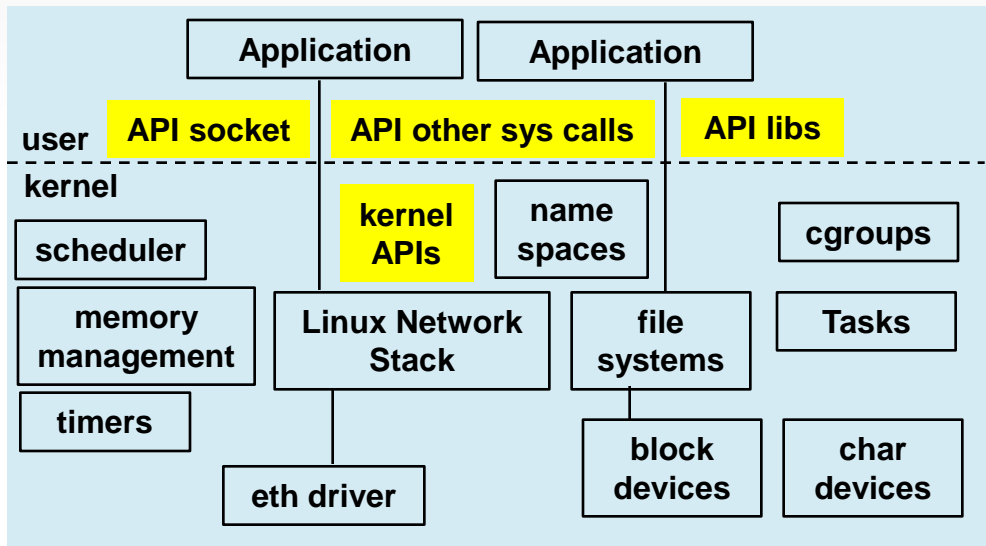 Application
Application
user
API socket
API other sys calls
API libs
kernel
scheduler
kernel
APIs
name
spaces
cgroups
memory
management
Linux Network
Stack
file
systems
Tasks
timers
eth driver
block
devices
char
devices